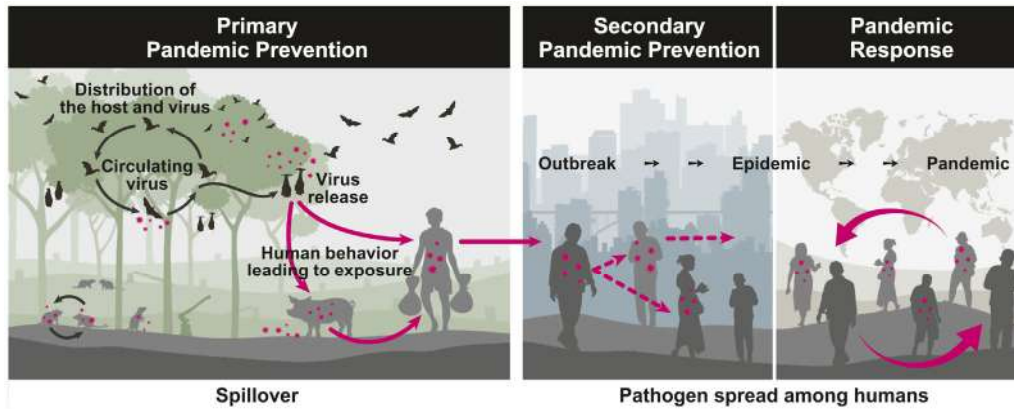 Primary
Pandemic Prevention
Secondary
Pandemic Prevention
Pandemic
Response
Distribution of
the host and virus
Circulating
virus
Virus
release
Human behavior
leading to exposure
Outbreak
Epidemic
Pandemic
Spillover
Pathogen spread among humans